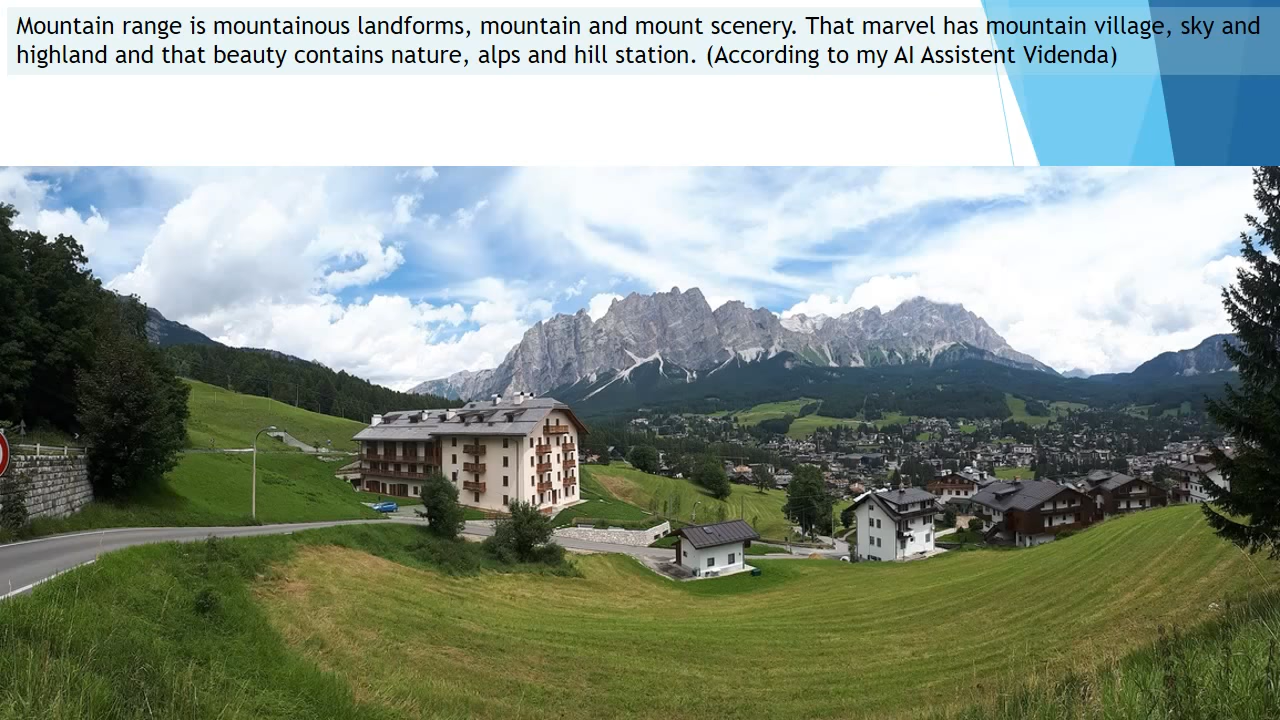 Mountain range is mountainous landforms, mountain and mount scenery. That marvel has mountain village, sky and
highland and that beauty contains nature, alps and hill station. (According to my AI Assistent Videnda)